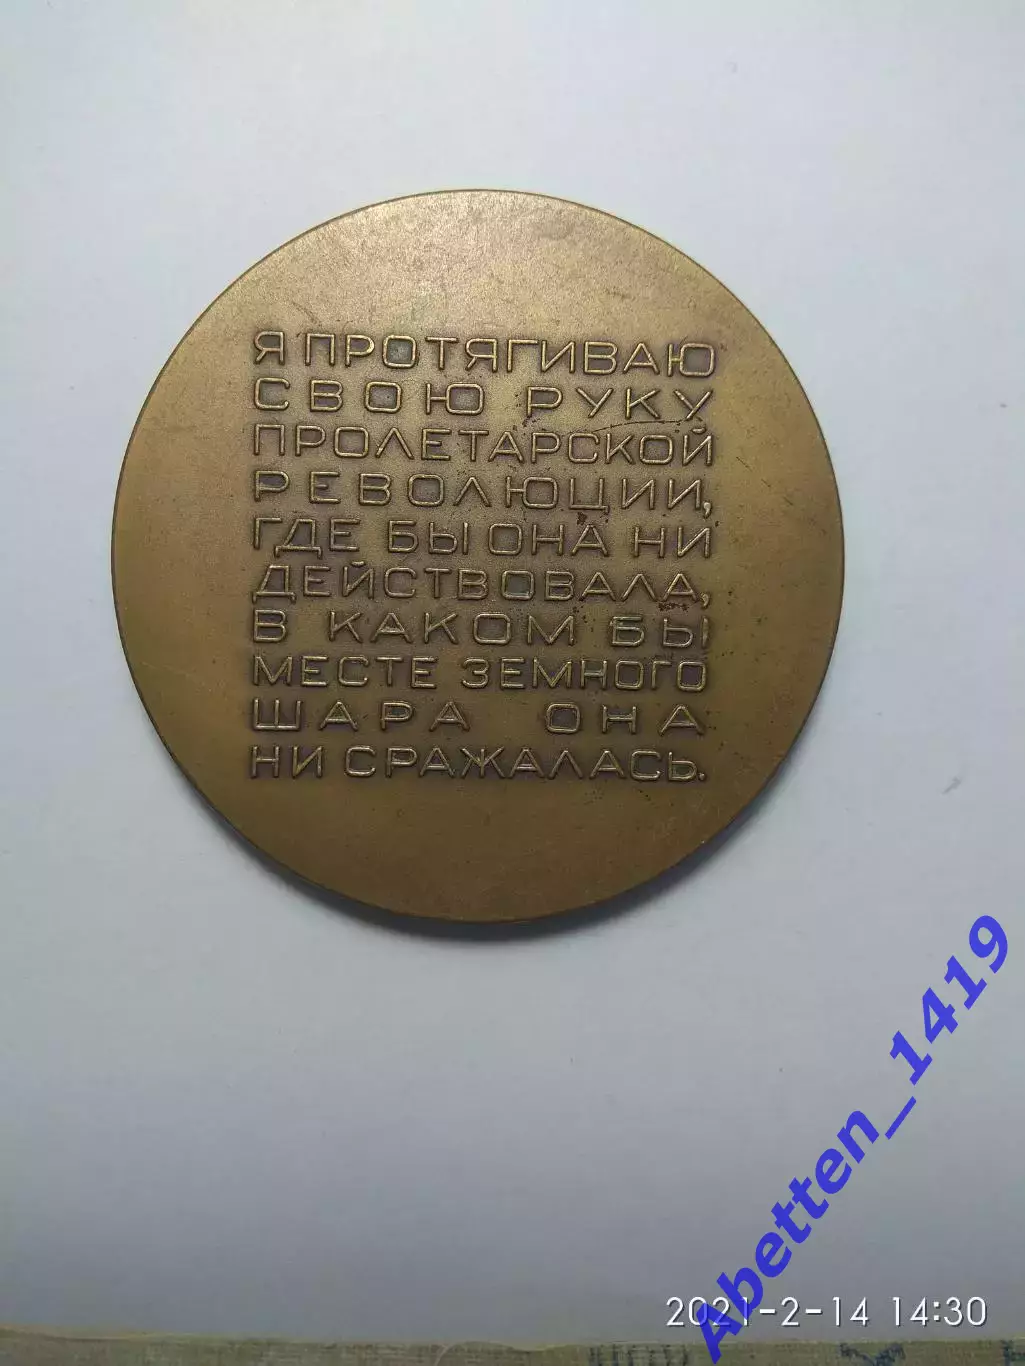 Я ПРОТЯГИВАЮ
СВОЮ РУКУ
ПРОЛЕТАРСКОЙ
РЕВОЛЮЦИИ,
ГДЕ БЫ ОНА НИ
ДЕЙСТВОВАЛА,
В КАКОМ БЫ
МЕСТЕ ЗЕМНОГО
ШАРА ОНА
НИ СРАЖАЛАСЬ.
Abetten_1419
2021-2-14 14:30